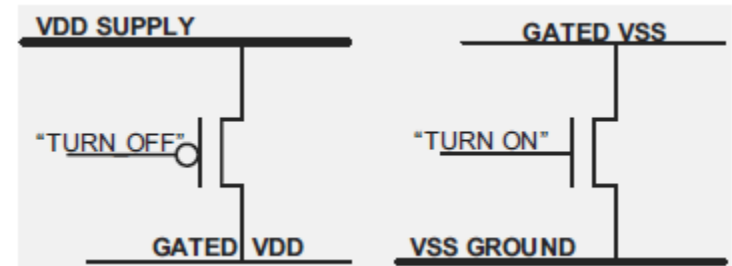 VDD SUPPLY
GATED VSS
“TURN_OFF”
“TURN ON”
GATED VDD
VSS GROUND